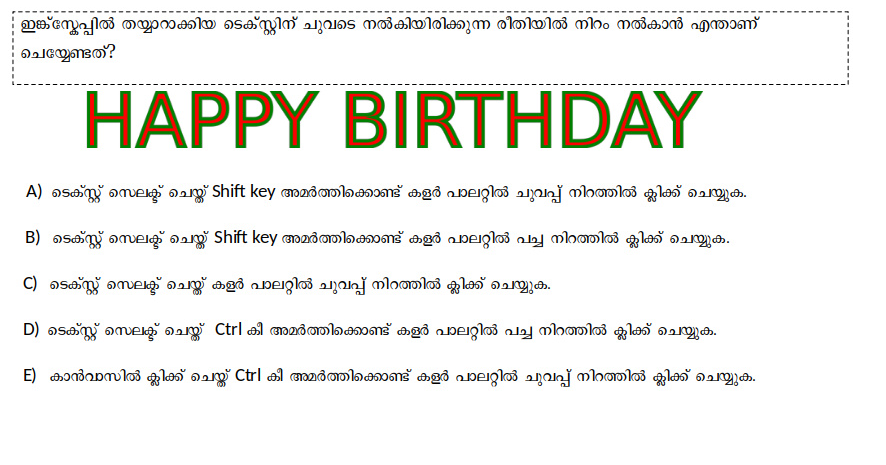 ഇങ്ക്സ്കേപ്പിൽ തയ്യാറാക്കിയ ടെക്സ്റ്റിന് ചുവടെ നൽകിയിരിക്കുന്ന രീതിയിൽ നിറം നൽകാൻ എന്താണ്
ചെയ്യേണ്ടത്?
HAPPY BIRTHDAY
A) ടെക്സ്റ്റ് സെലക്ട് ചെയ്ത് Shift key അമർത്തിക്കൊണ്ട് കളർ പാലറ്റിൽ ചുവപ്പ് നിറത്തിൽ ക്ലിക്ക് ചെയ്യുക.
B) ടെക്സ്റ്റ് സെലക്ട് ചെയ്ത് Shift key അമർത്തിക്കൊണ്ട് കളർ പാലറ്റിൽ പച്ച നിറത്തിൽ ക്ലിക്ക് ചെയ്യുക.
C) ടെക്സ്റ്റ് സെലക്ട് ചെയ്ത് കളർ പാലറ്റിൽ ചുവപ്പ് നിറത്തിൽ ക്ലിക്ക് ചെയ്യുക.
D) ടെക്സ്റ്റ് സെലക്ട് ചെയ്ത് Ctrl കീ അമർത്തിക്കൊണ്ട് കളർ പാലറ്റിൽ പച്ച നിറത്തിൽ ക്ലിക്ക് ചെയ്യുക.
E) കാൻവാസിൽ ക്ലിക്ക് ചെയ്ത് Ctrl കീ അമർത്തിക്കൊണ്ട് കളർ പാലറ്റിൽ ചുവപ്പ് നിറത്തിൽ ക്ലിക്ക് ചെയ്യുക.